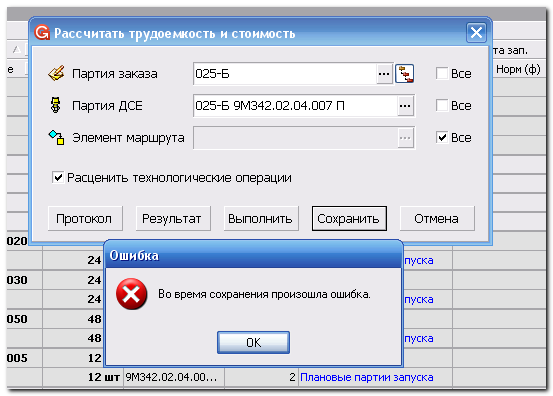 Рассчитать трудоемкость и стоимость
та зап.
е
Норм (ф)
Партия заказа
025-Б
...
Все
Партия ДСЕ
025-Б 9М342.02.04.007 П
...
Все
Элемент маршрута
...
Все
Расценить технологические операции
Протокол
Результат
Выполнить
Сохранить
Отмена
020
24
пуска
030
24
пуска
050
48
48
пуска
005
12
12 шт 9М342.02.04.00... 2 Плановые партии запуска
Ошибка
Во время сохранения произошла ошибка.
OK